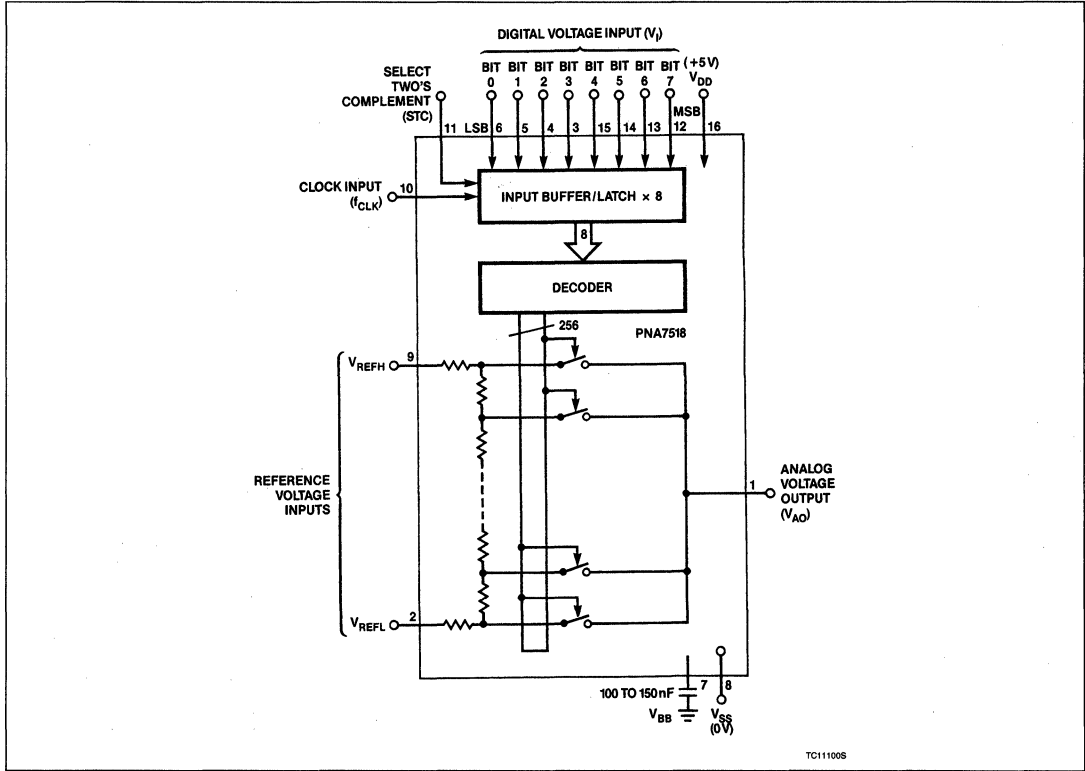 DIGITAL VOLTAGE INPUT (VI)
SELECT
TWO'S
COMPLEMENT
(STC)
BIT BIT BIT BIT BIT BIT BIT BIT (+5 V)
0 1 2 3 4 5 6 7 VDD
MSB
11 LSB 6 5 4 3 15 14 13 12 16
CLOCK INPUT
(fCLK)
10
INPUT BUFFER/LATCH × 8
8
DECODER
256
PNA7518
VREFH
9
REFERENCE
VOLTAGE
INPUTS
1
ANALOG
VOLTAGE
OUTPUT
(VAO)
VREFL
2
100 TO 150nF
7
8
VBB
VSS
(0V)
TC11100S